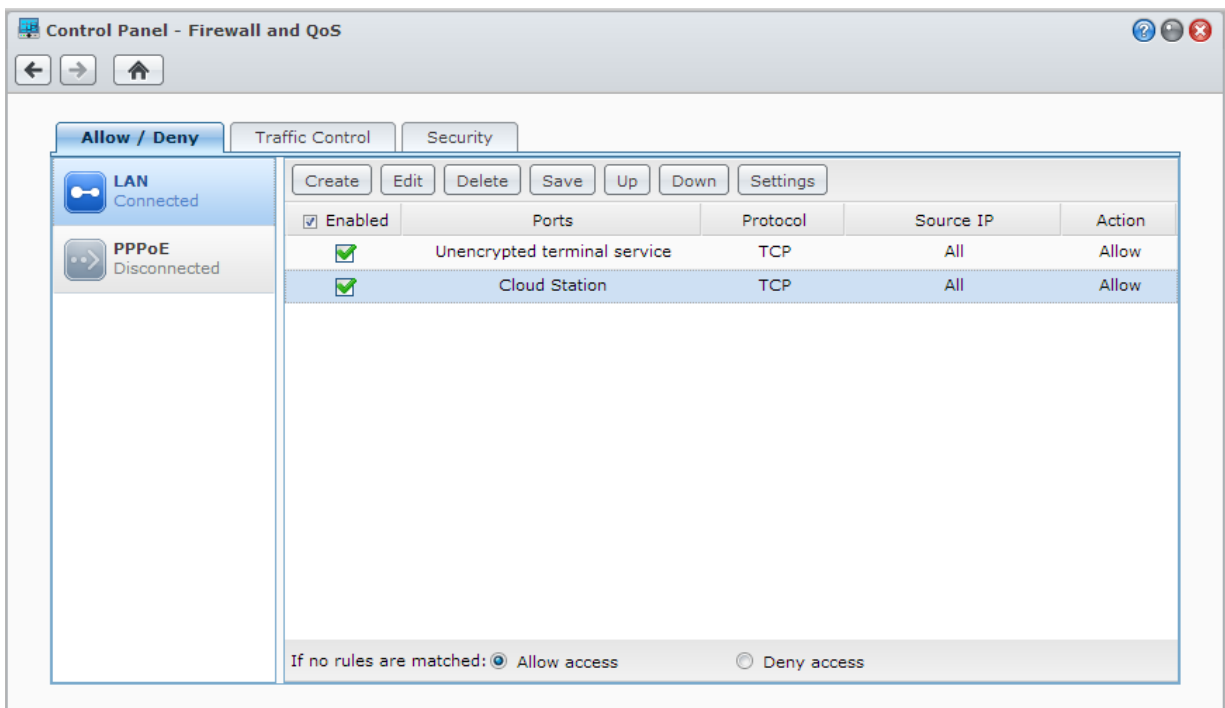 Control Panel - Firewall and QoS
Allow / Deny Traffic Control Security
LAN
Connected
PPPoE
Disconnected
Create Edit Delete Save Up Down Settings
Enabled Ports Protocol Source IP Action
Unencrypted terminal service TCP All Allow
Cloud Station TCP All Allow
If no rules are matched: Allow access Deny access